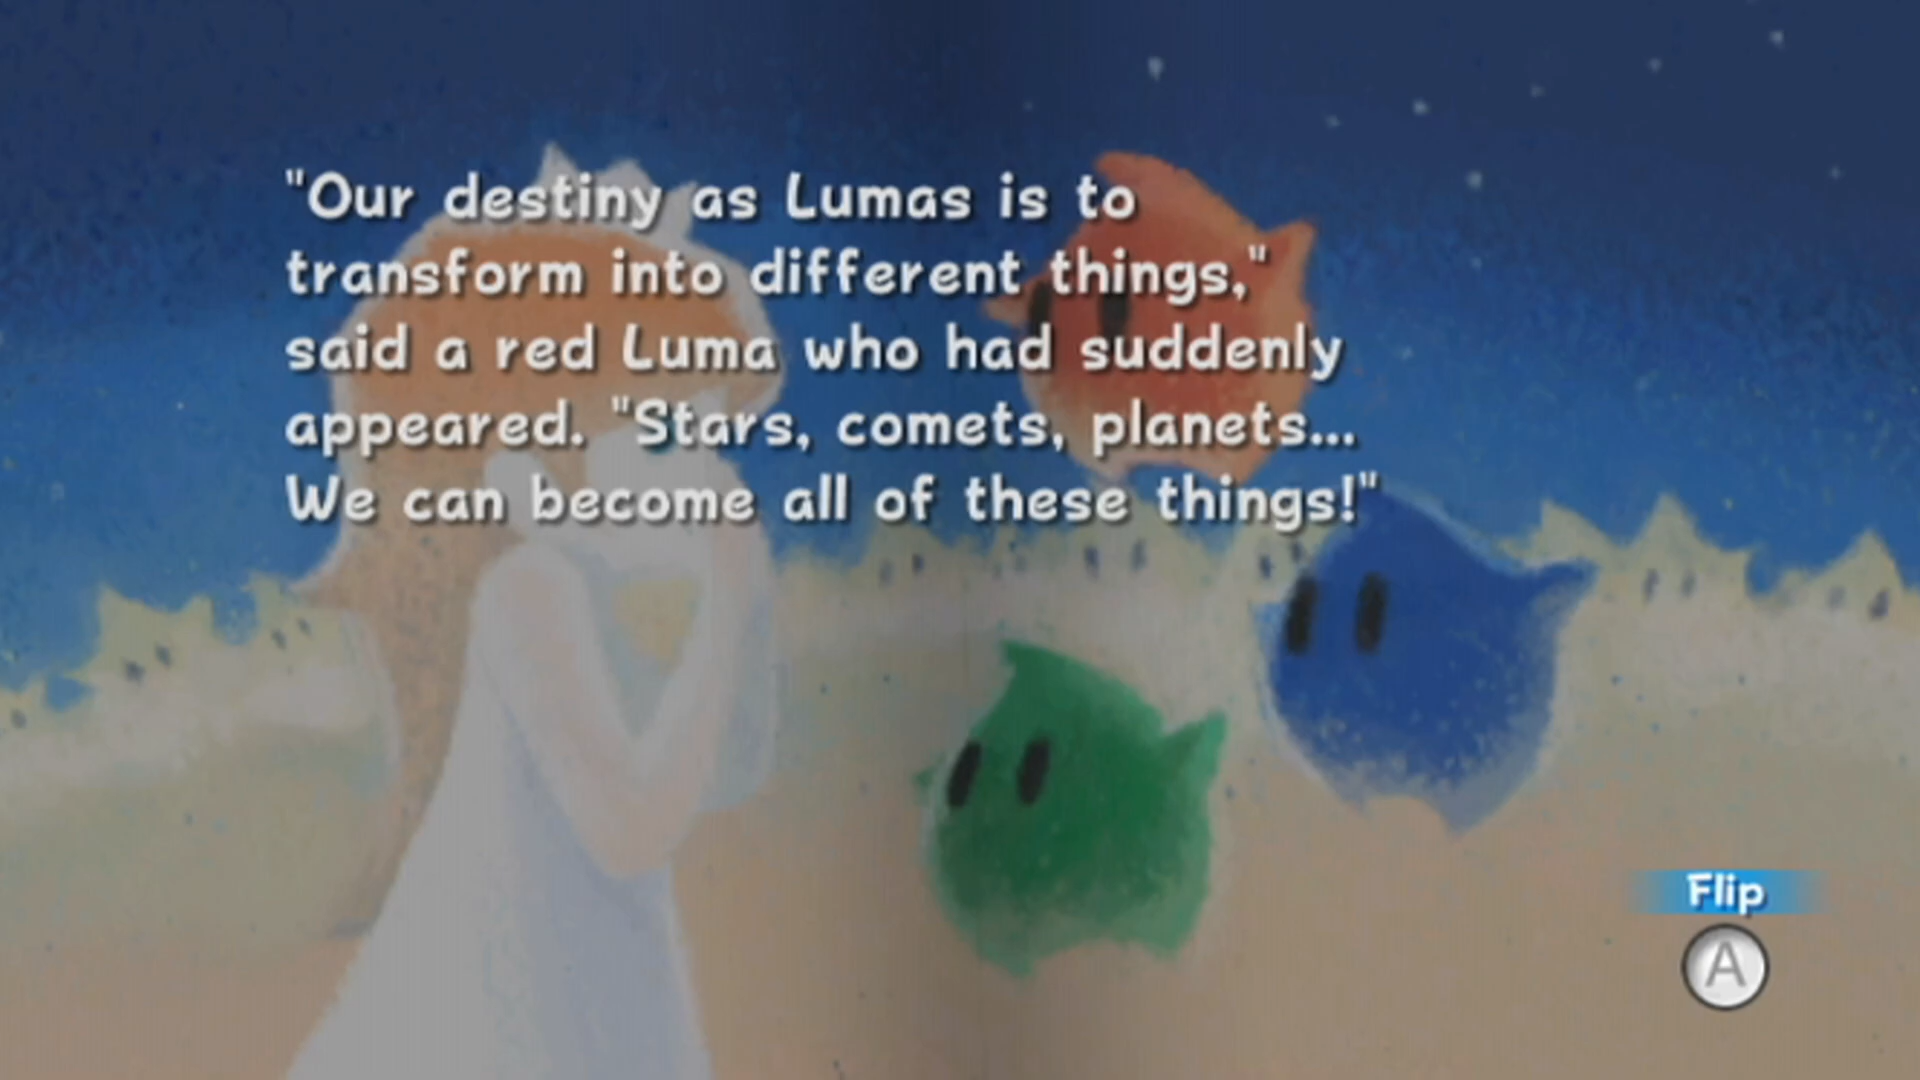 "Our destiny as Lumas is to
transform into different things,"
said a red Luma who had suddenly
appeared. "Stars, comets, planets...
We can become all of these things!"
Flip
A